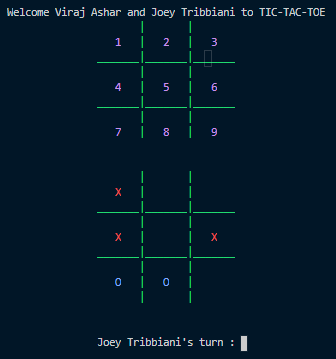 Welcome Viraj Ashar and Joey Tribbiani to TIC-TAC-TOE
1 2 3
4 5 6
7 8 9
X
X X
O O
Joey Tribbiani's turn :